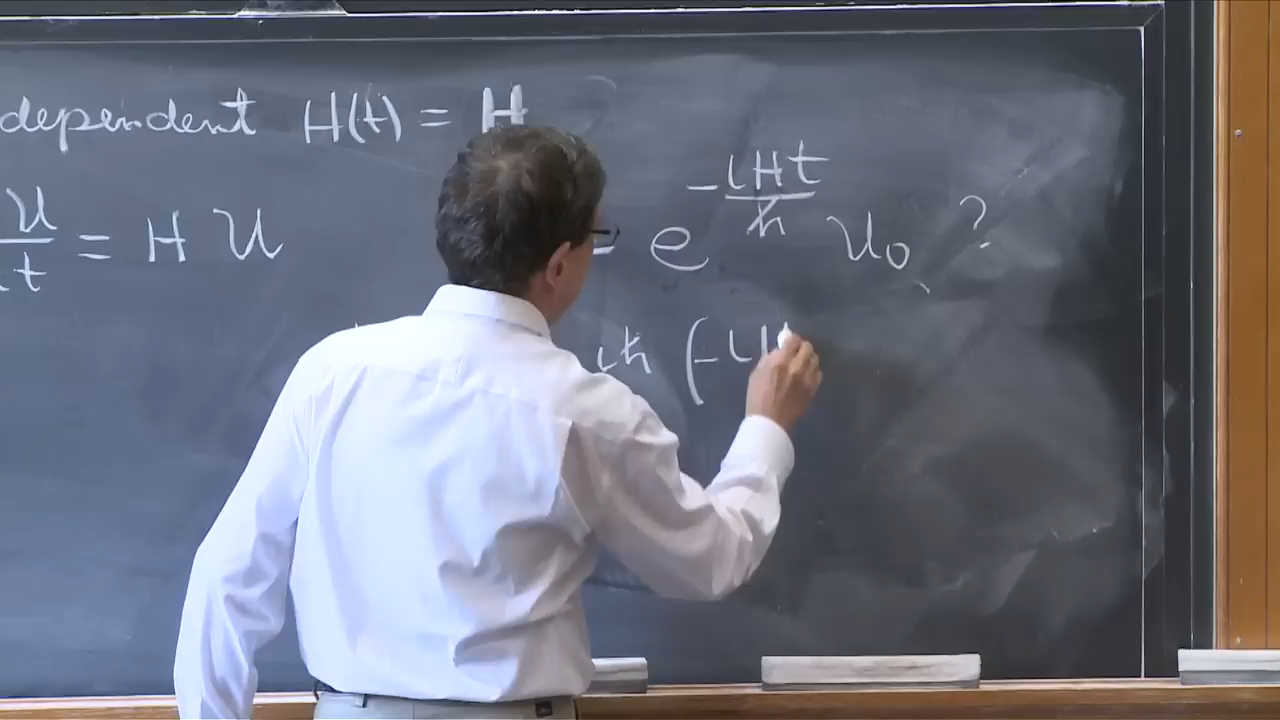 dependent H(t) = H
U/t = H U = e^{-iHt/ħ} U₀ ?
iħ (-iH